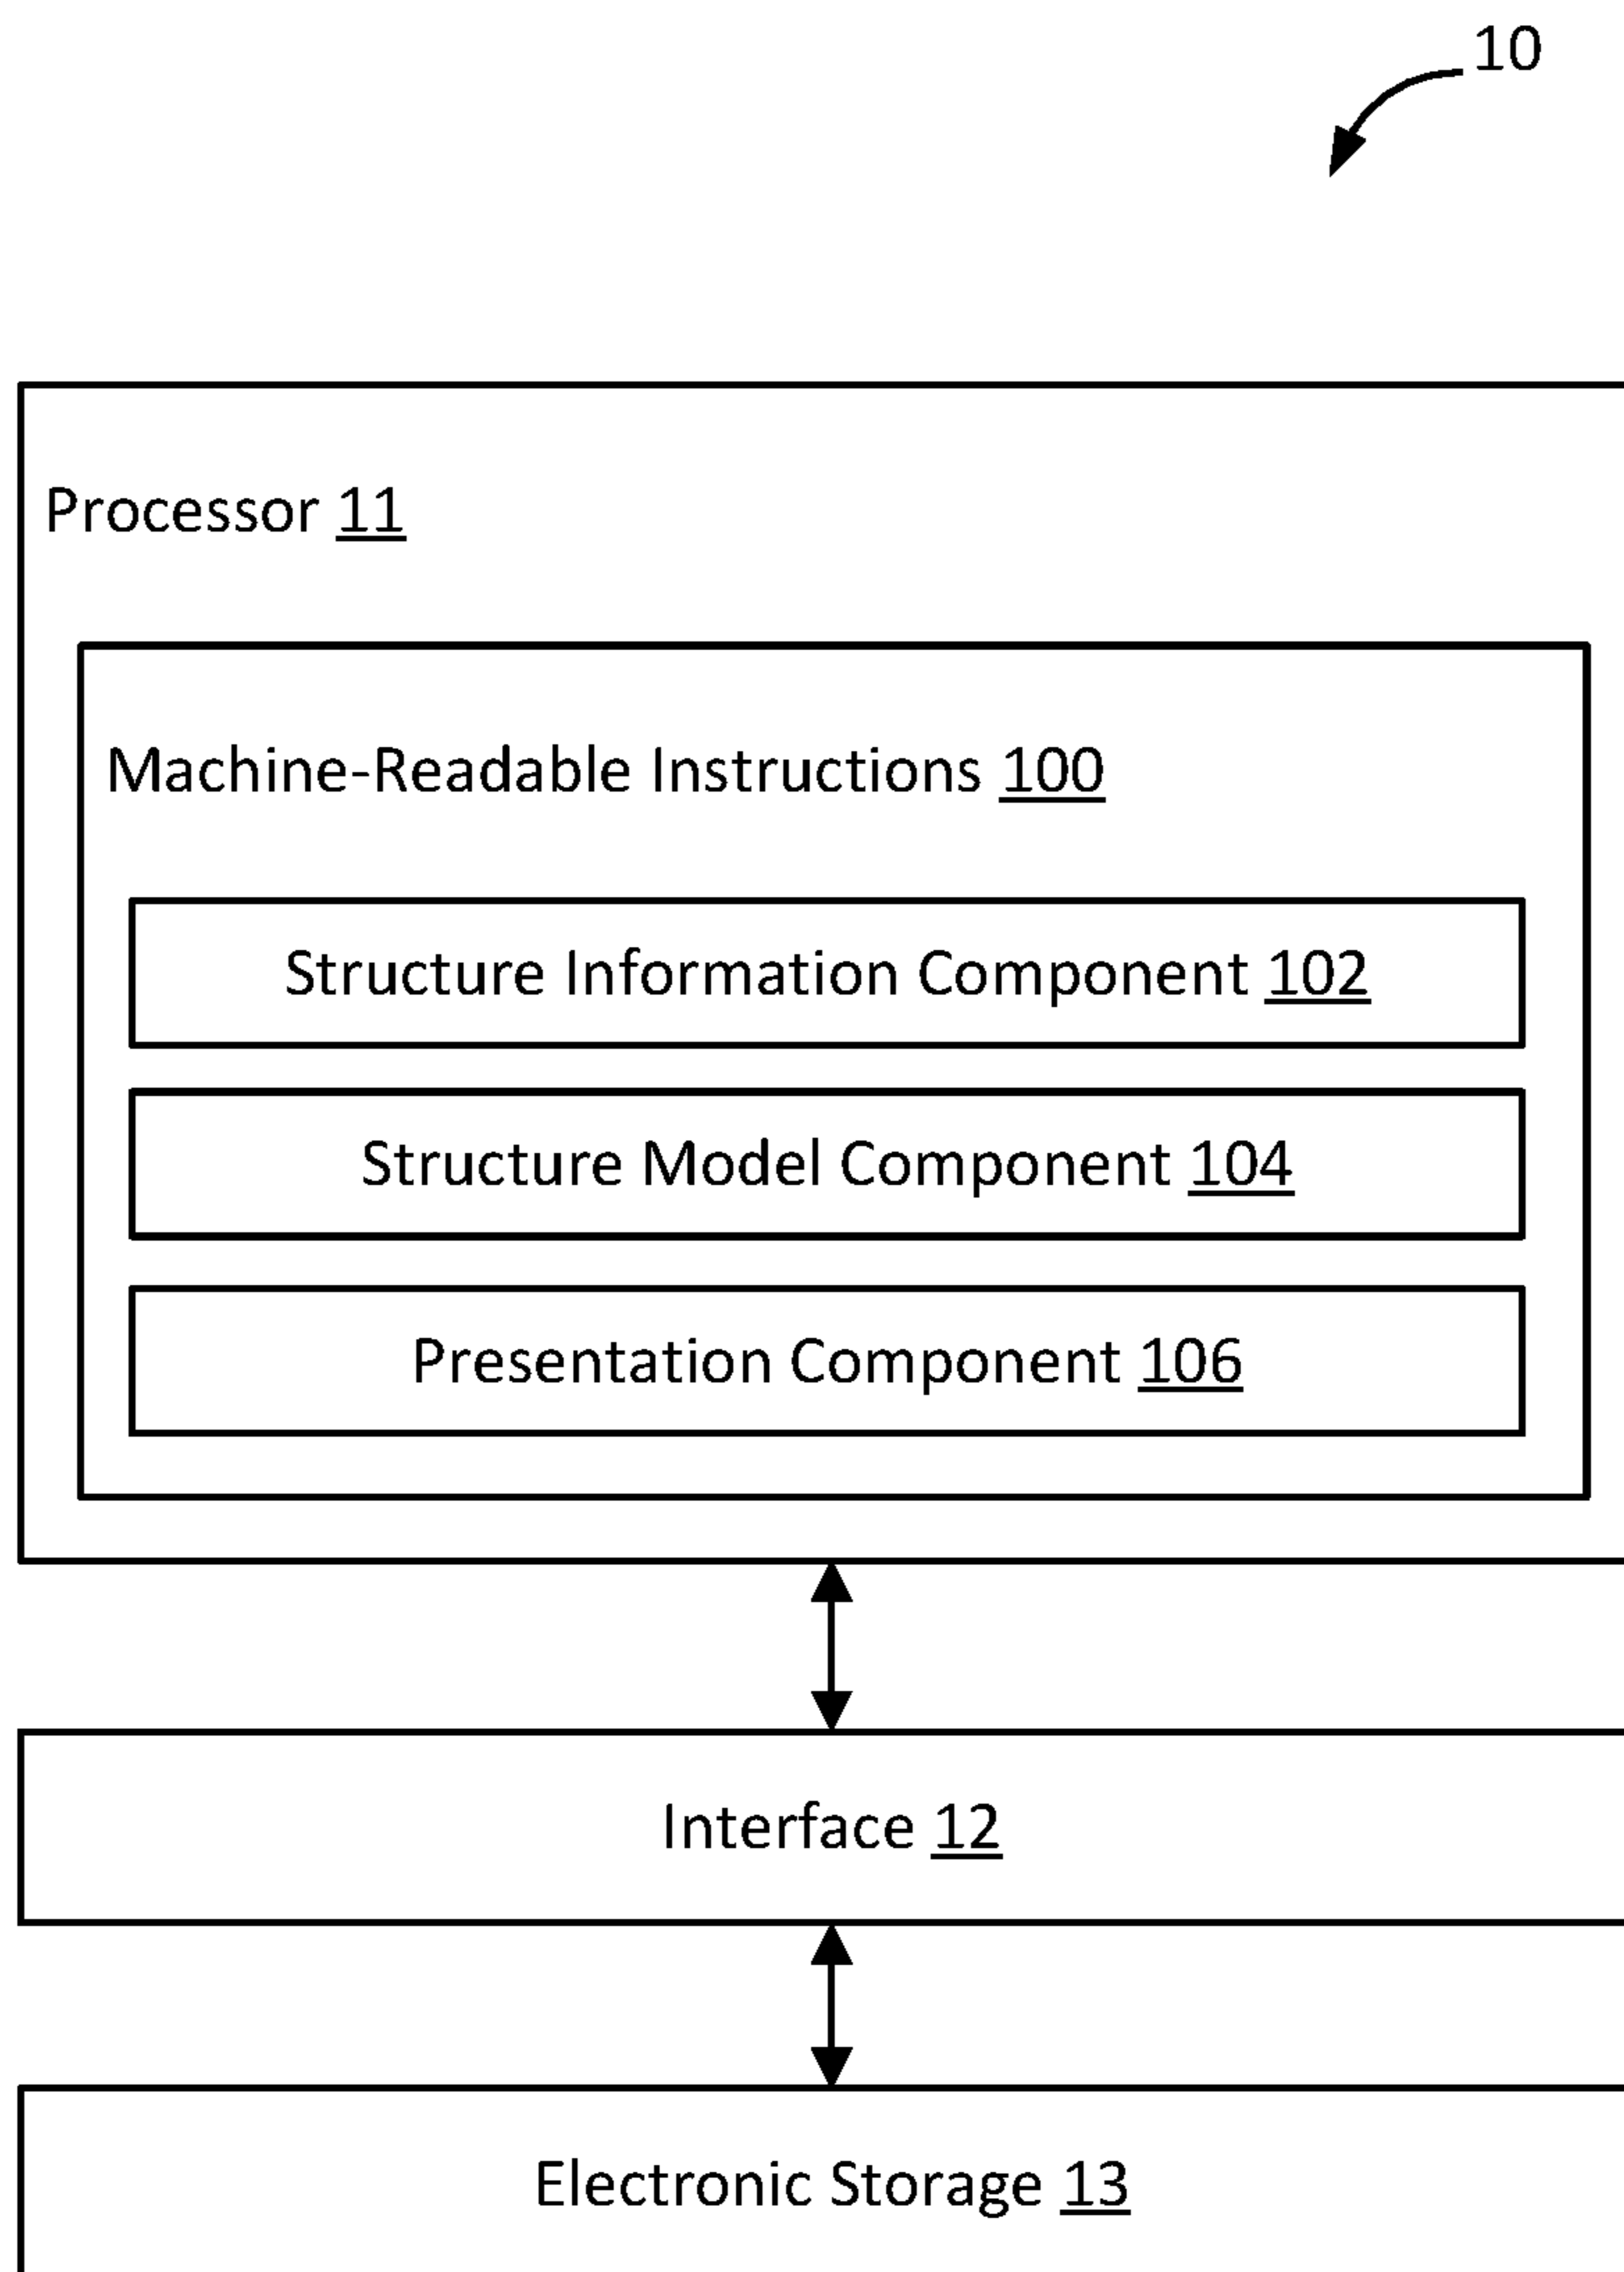 10
Processor 11
Machine-Readable Instructions 100
Structure Information Component 102
Structure Model Component 104
Presentation Component 106
Interface 12
Electronic Storage 13